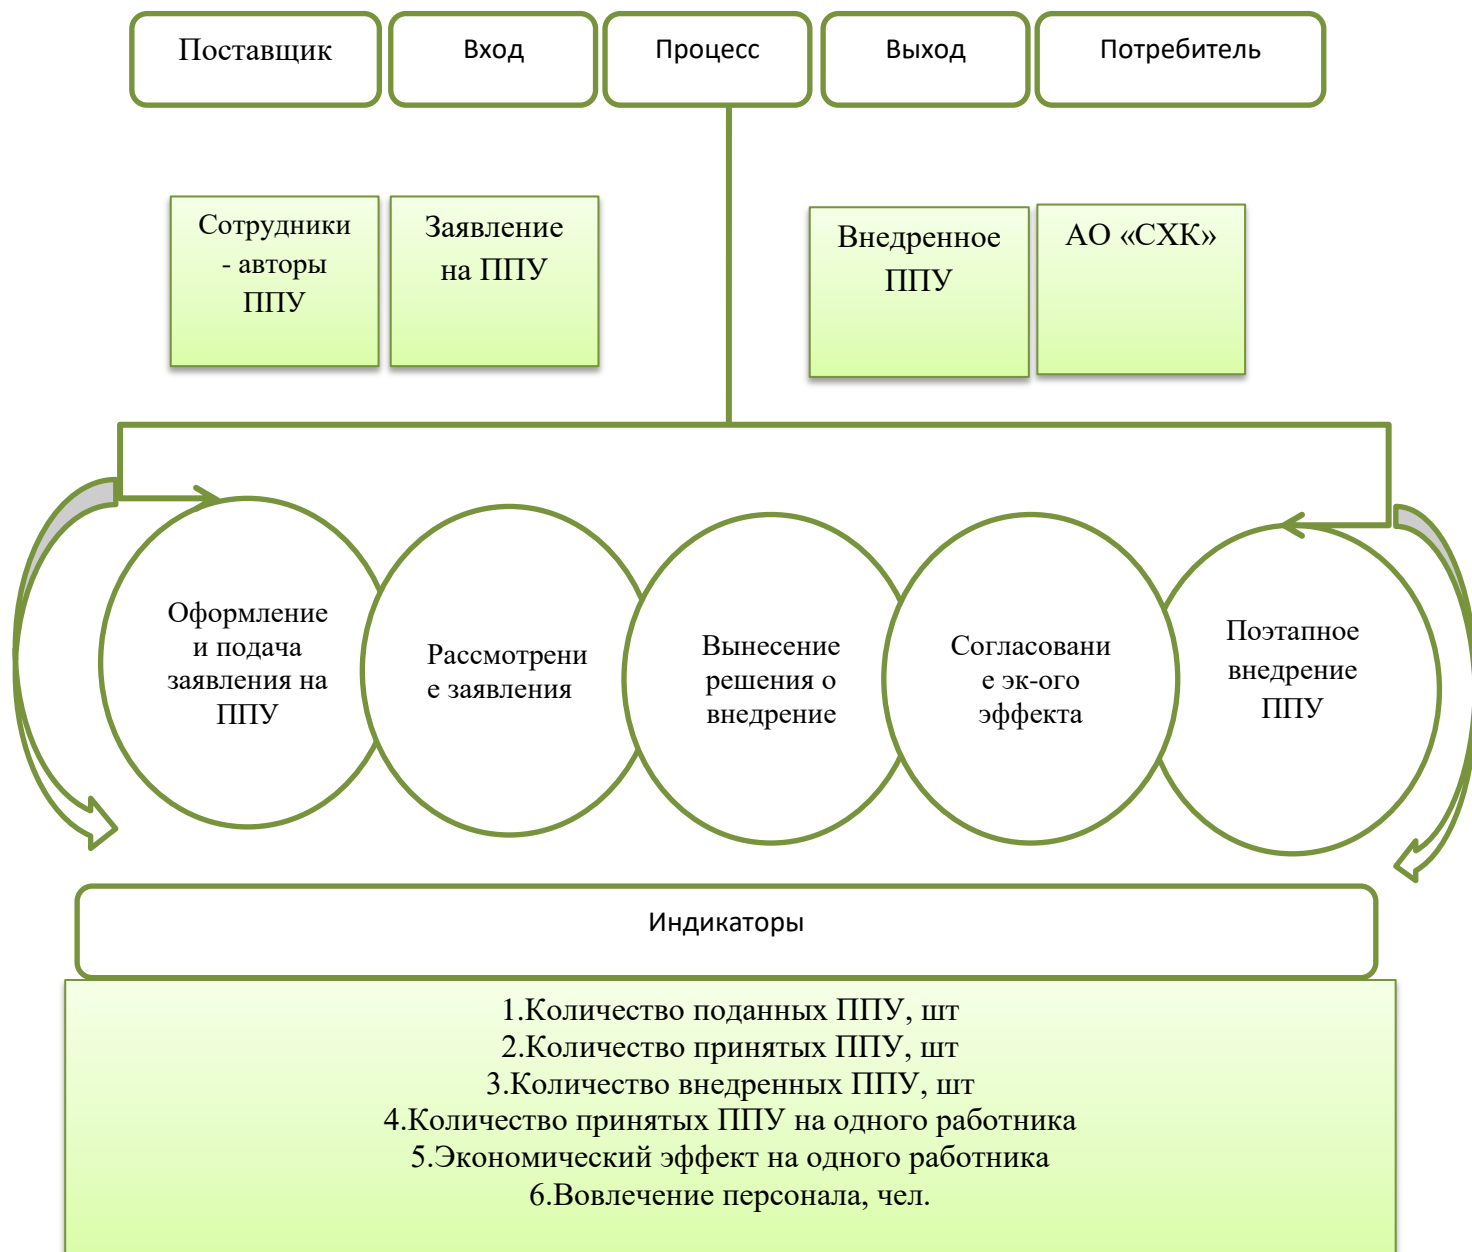 Поставщик
Вход
Процесс
Выход
Потребитель
Сотрудники
- авторы
ППУ
Заявление
на ППУ
Внедренное
ППУ
АО «СХК»
Оформление
и подача
заявления на
ППУ
Рассмотрени
е заявления
Вынесение
решения о
внедрение
Согласовани
е эк-ого
эффекта
Поэтапное
внедрение
ППУ
Индикаторы
1.Количество поданных ППУ, шт
2.Количество принятых ППУ, шт
3.Количество внедренных ППУ, шт
4.Количество принятых ППУ на одного работника
5.Экономический эффект на одного работника
6.Вовлечение персонала, чел.